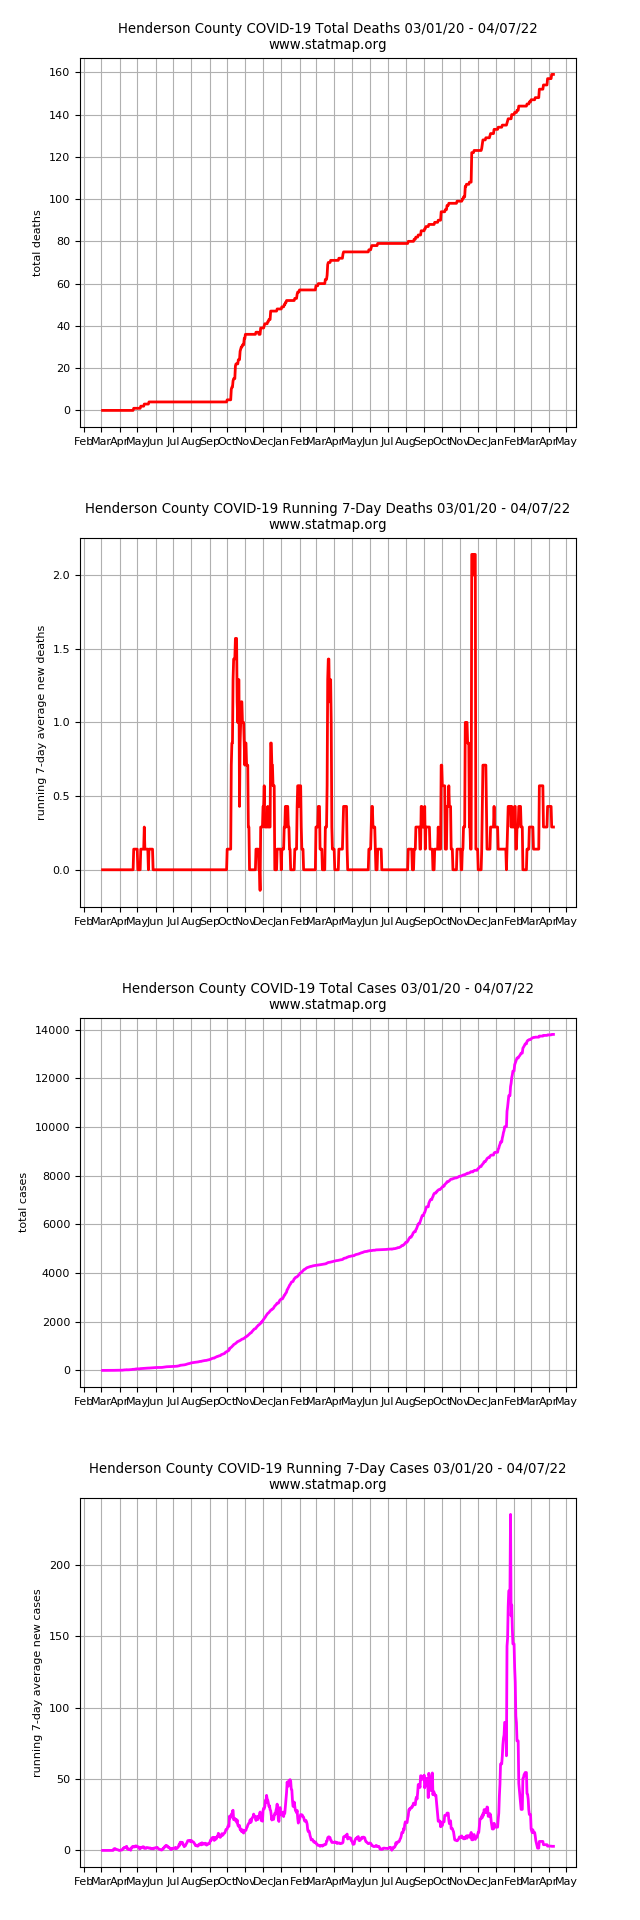 Henderson County COVID-19 Total Deaths 03/01/20 - 04/07/22
www.statmap.org
160
140
120
100
80
60
40
20
0
total deaths
Feb Mar Apr May Jun Jul Aug Sep Oct Nov Dec Jan Feb Mar Apr May Jun Jul Aug Sep Oct Nov Dec Jan Feb Mar Apr May
Henderson County COVID-19 Running 7-Day Deaths 03/01/20 - 04/07/22
www.statmap.org
2.0
1.5
1.0
0.5
0.0
running 7-day average new deaths
Feb Mar Apr May Jun Jul Aug Sep Oct Nov Dec Jan Feb Mar Apr May Jun Jul Aug Sep Oct Nov Dec Jan Feb Mar Apr May
Henderson County COVID-19 Total Cases 03/01/20 - 04/07/22
www.statmap.org
14000
12000
10000
8000
6000
4000
2000
0
total cases
Feb Mar Apr May Jun Jul Aug Sep Oct Nov Dec Jan Feb Mar Apr May Jun Jul Aug Sep Oct Nov Dec Jan Feb Mar Apr May
Henderson County COVID-19 Running 7-Day Cases 03/01/20 - 04/07/22
www.statmap.org
200
150
100
50
0
running 7-day average new cases
Feb Mar Apr May Jun Jul Aug Sep Oct Nov Dec Jan Feb Mar Apr May Jun Jul Aug Sep Oct Nov Dec Jan Feb Mar Apr May